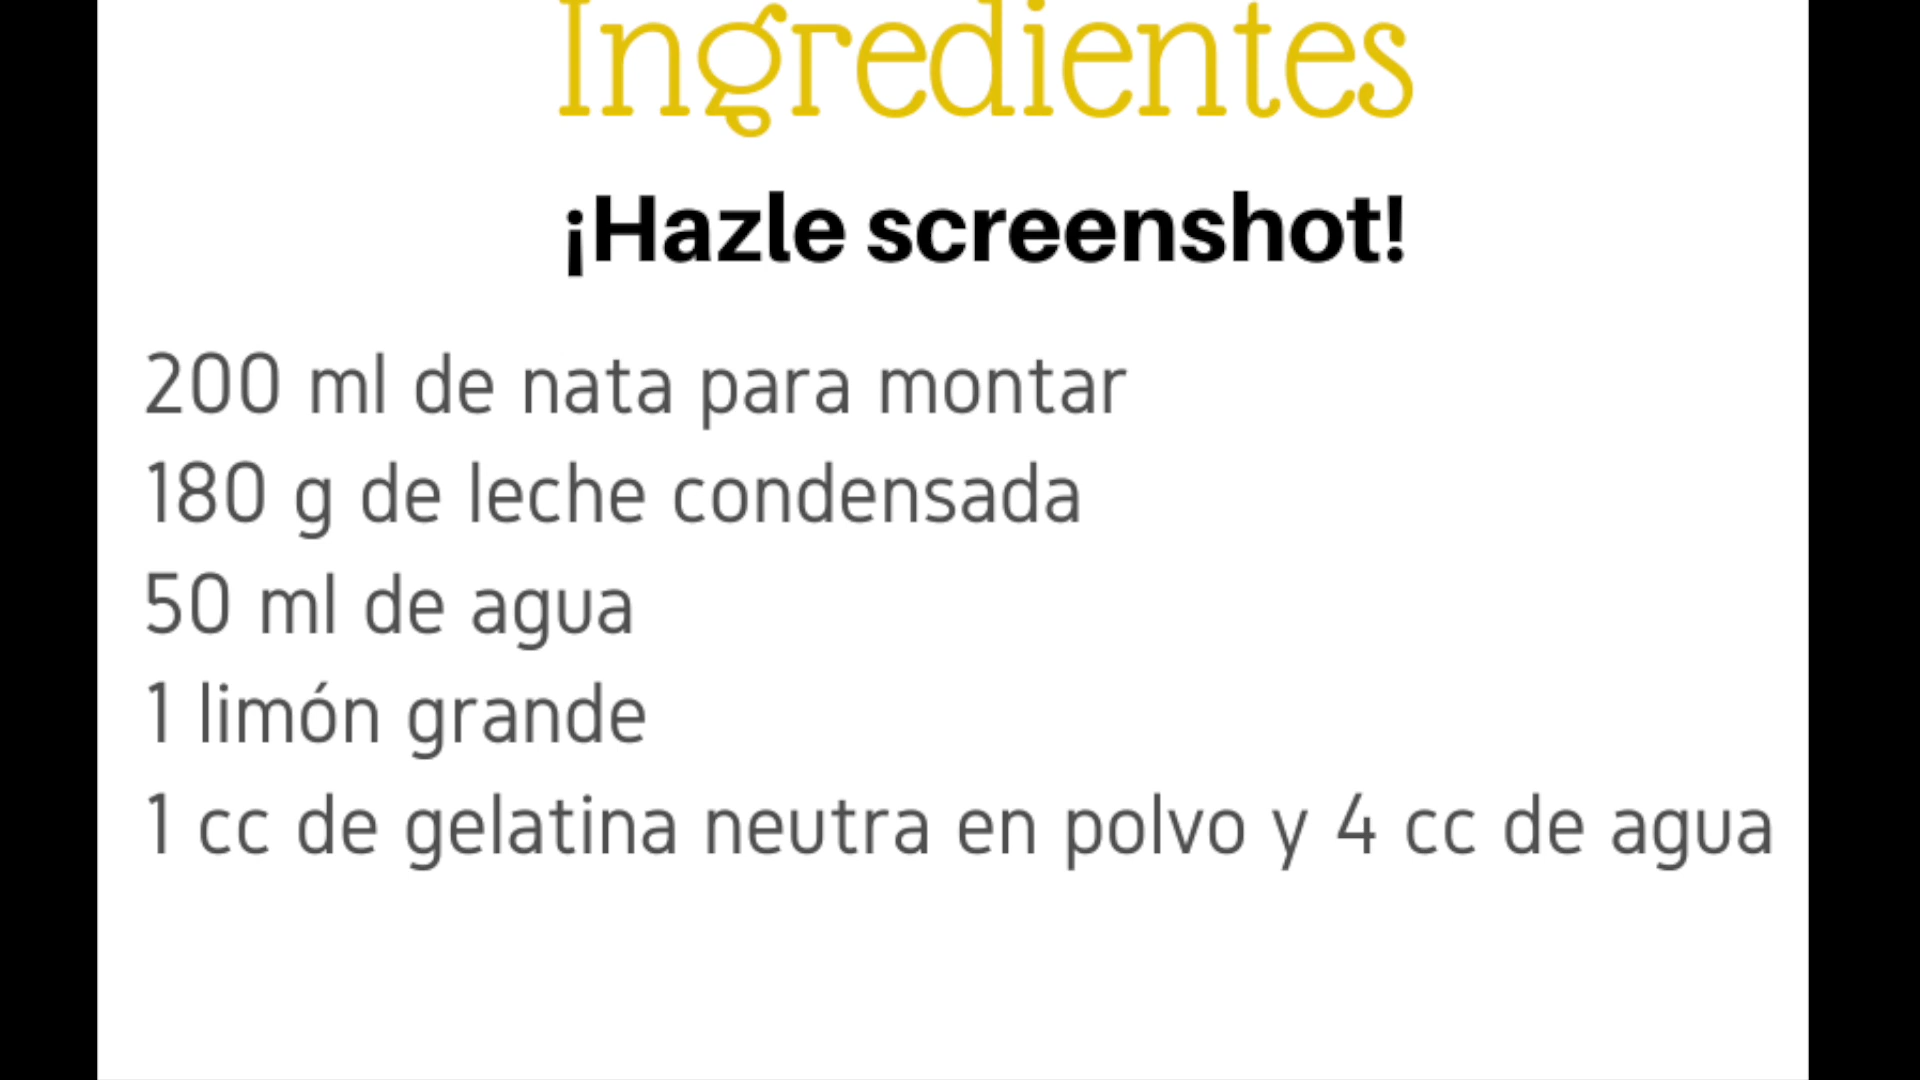 Ingredientes
¡Hazle screenshot!
200 ml de nata para montar
180 g de leche condensada
50 ml de agua
1 limón grande
1 cc de gelatina neutra en polvo y 4 cc de agua